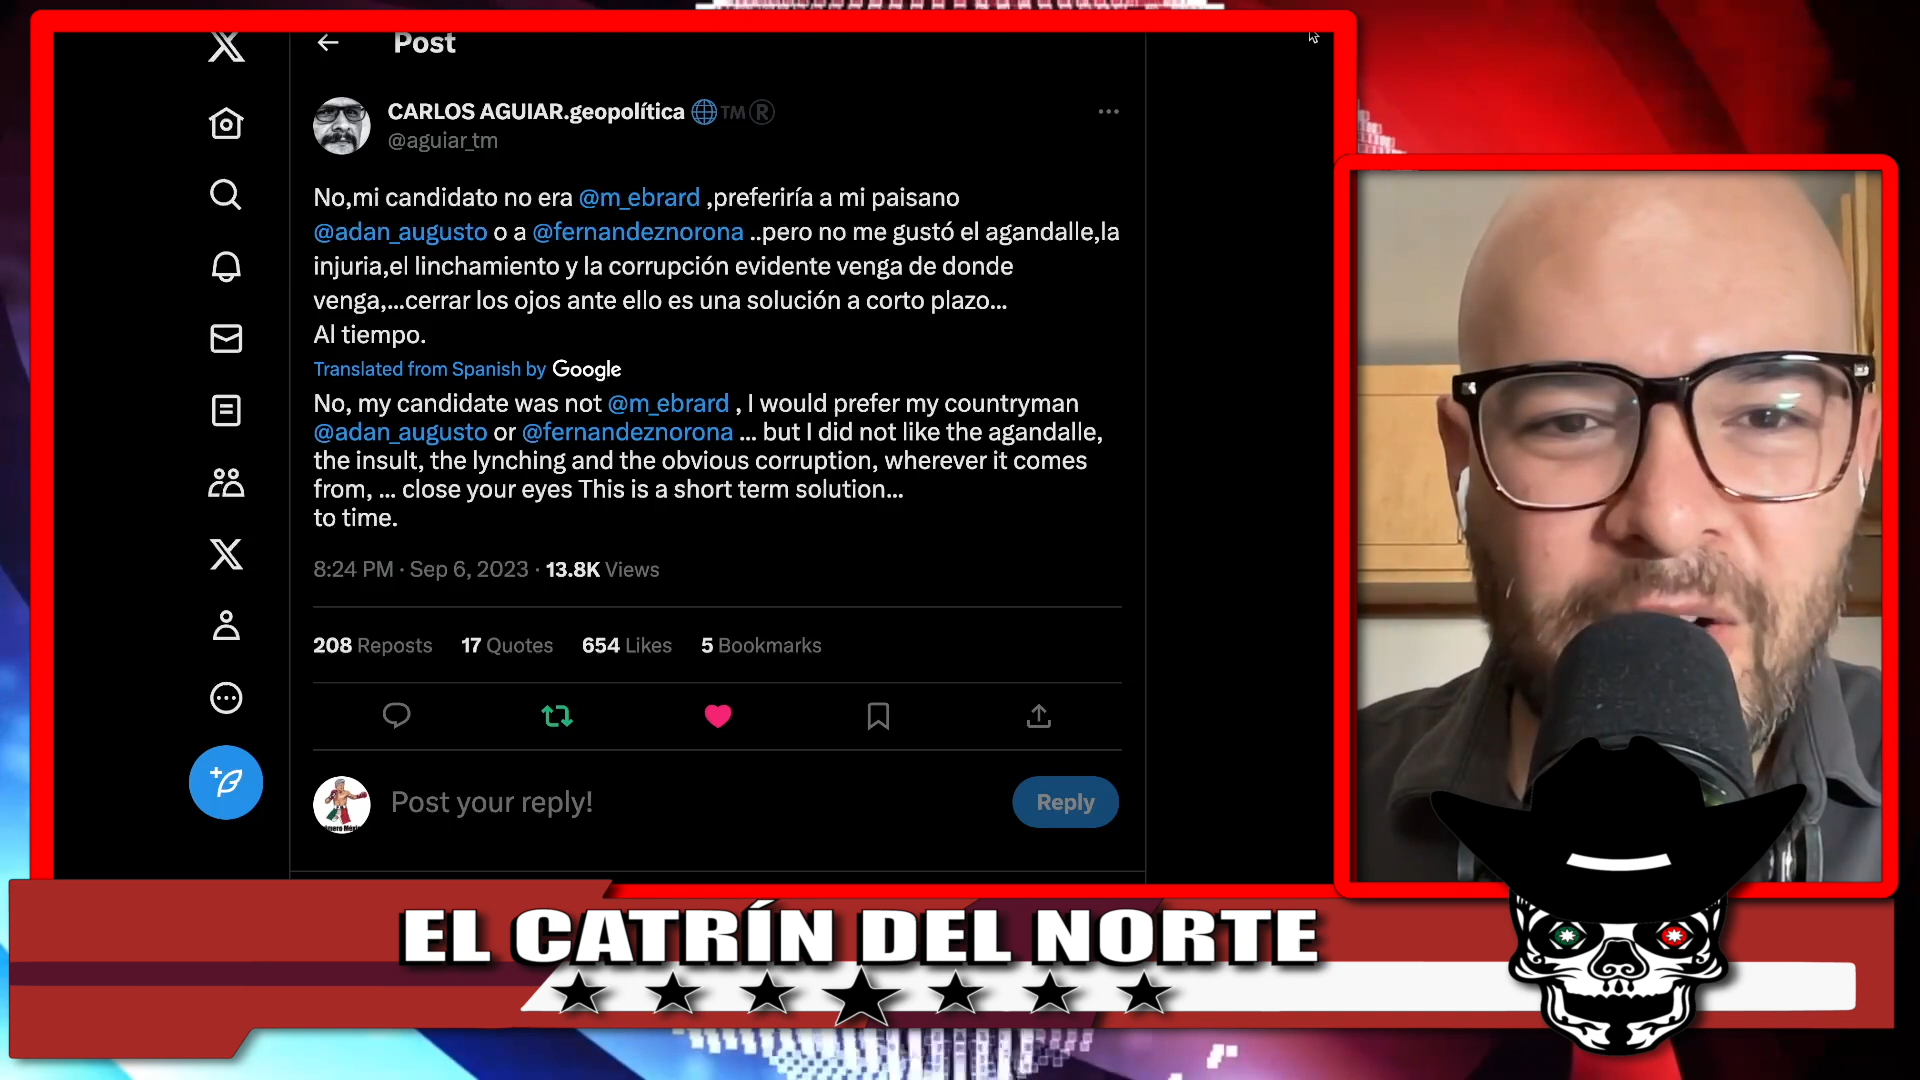 Post
CARLOS AGUIAR.geopolítica 🌐™®
@aguiar_tm
No,mi candidato no era @m_ebrard ,preferiría a mi paisano
@adan_augusto o a @fernandeznorona ..pero no me gustó el agandalle,la
injuria,el linchamiento y la corrupción evidente venga de donde
venga,...cerrar los ojos ante ello es una solución a corto plazo...
Al tiempo.
Translated from Spanish by Google
No, my candidate was not @m_ebrard , I would prefer my countryman
@adan_augusto or @fernandeznorona ... but I did not like the agandalle,
the insult, the lynching and the obvious corruption, wherever it comes
from, ... close your eyes This is a short term solution...
to time.
8:24 PM · Sep 6, 2023 · 13.8K Views
208 Reposts 17 Quotes 654 Likes 5 Bookmarks
Post your reply!
Reply
EL CATRÍN DEL NORTE